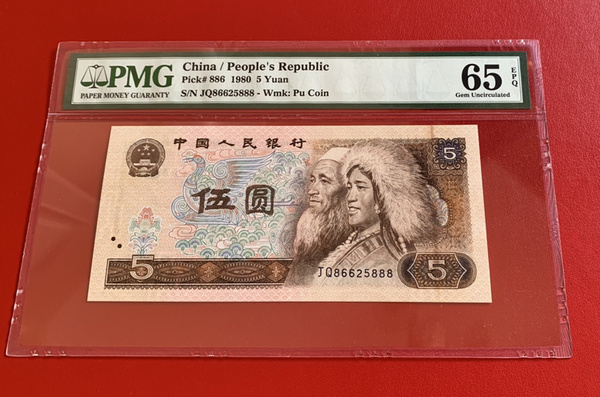 PMG
PAPER MONEY GUARANTY
China / People's Republic
Pick# 886 1980 5 Yuan
S/N JQ86625888 - Wmk: Pu Coin
65 EPQ
Gem Uncirculated
中国人民银行
5
伍圆
JQ86625888
5
5